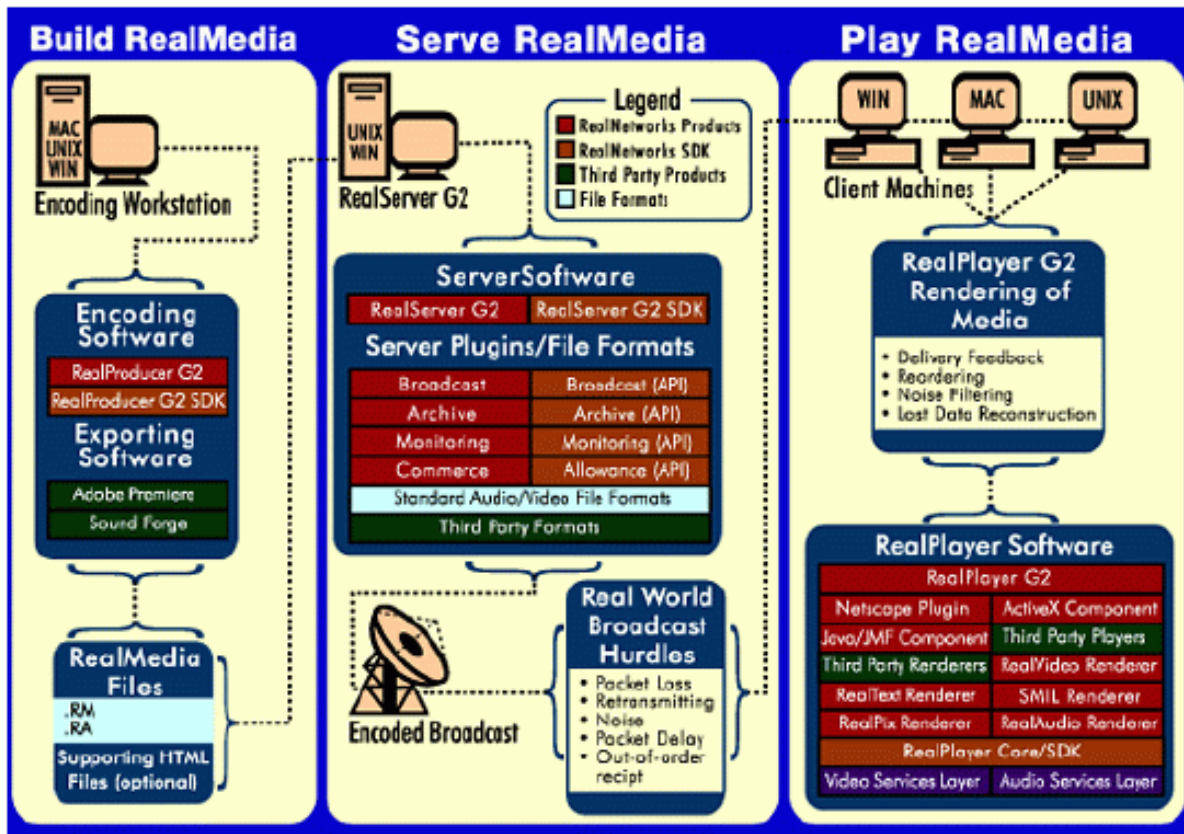 Build RealMedia
MAC
UNIX
WIN
Encoding Workstation
Encoding
Software
RealProducer G2
RealProducer G2 SDK
Exporting
Software
Adobe Premiere
Sound Forge
RealMedia
Files
.RM
.RA
Supporting HTML
Files (optional)
Serve RealMedia
UNIX
WIN
RealServer G2
Legend
RealNetworks Products
RealNetworks SDK
Third Party Products
File Formats
ServerSoftware
RealServer G2 RealServer G2 SDK
Server Plugins/File Formats
Broadcast Broadcast (API)
Archive Archive (API)
Monitoring Monitoring (API)
Commerce Allowance (API)
Standard Audio/Video File Formats
Third Party Formats
Encoded Broadcast
Real World
Broadcast
Hurdles
• Packet Loss
• Retransmitting
• Noise
• Packet Delay
• Out-of-order
recipt
Play RealMedia
WIN MAC UNIX
Client Machines
RealPlayer G2
Rendering of
Media
• Delivery Feedback
• Reordering
• Noise Filtering
• Lost Data Reconstruction
RealPlayer Software
RealPlayer G2
Netscape Plugin ActiveX Component
Java/JMF Component Third Party Players
Third Party Renderers RealVideo Renderer
RealText Renderer SMIL Renderer
RealPix Renderer RealAudio Renderer
RealPlayer Core/SDK
Video Services Layer Audio Services Layer